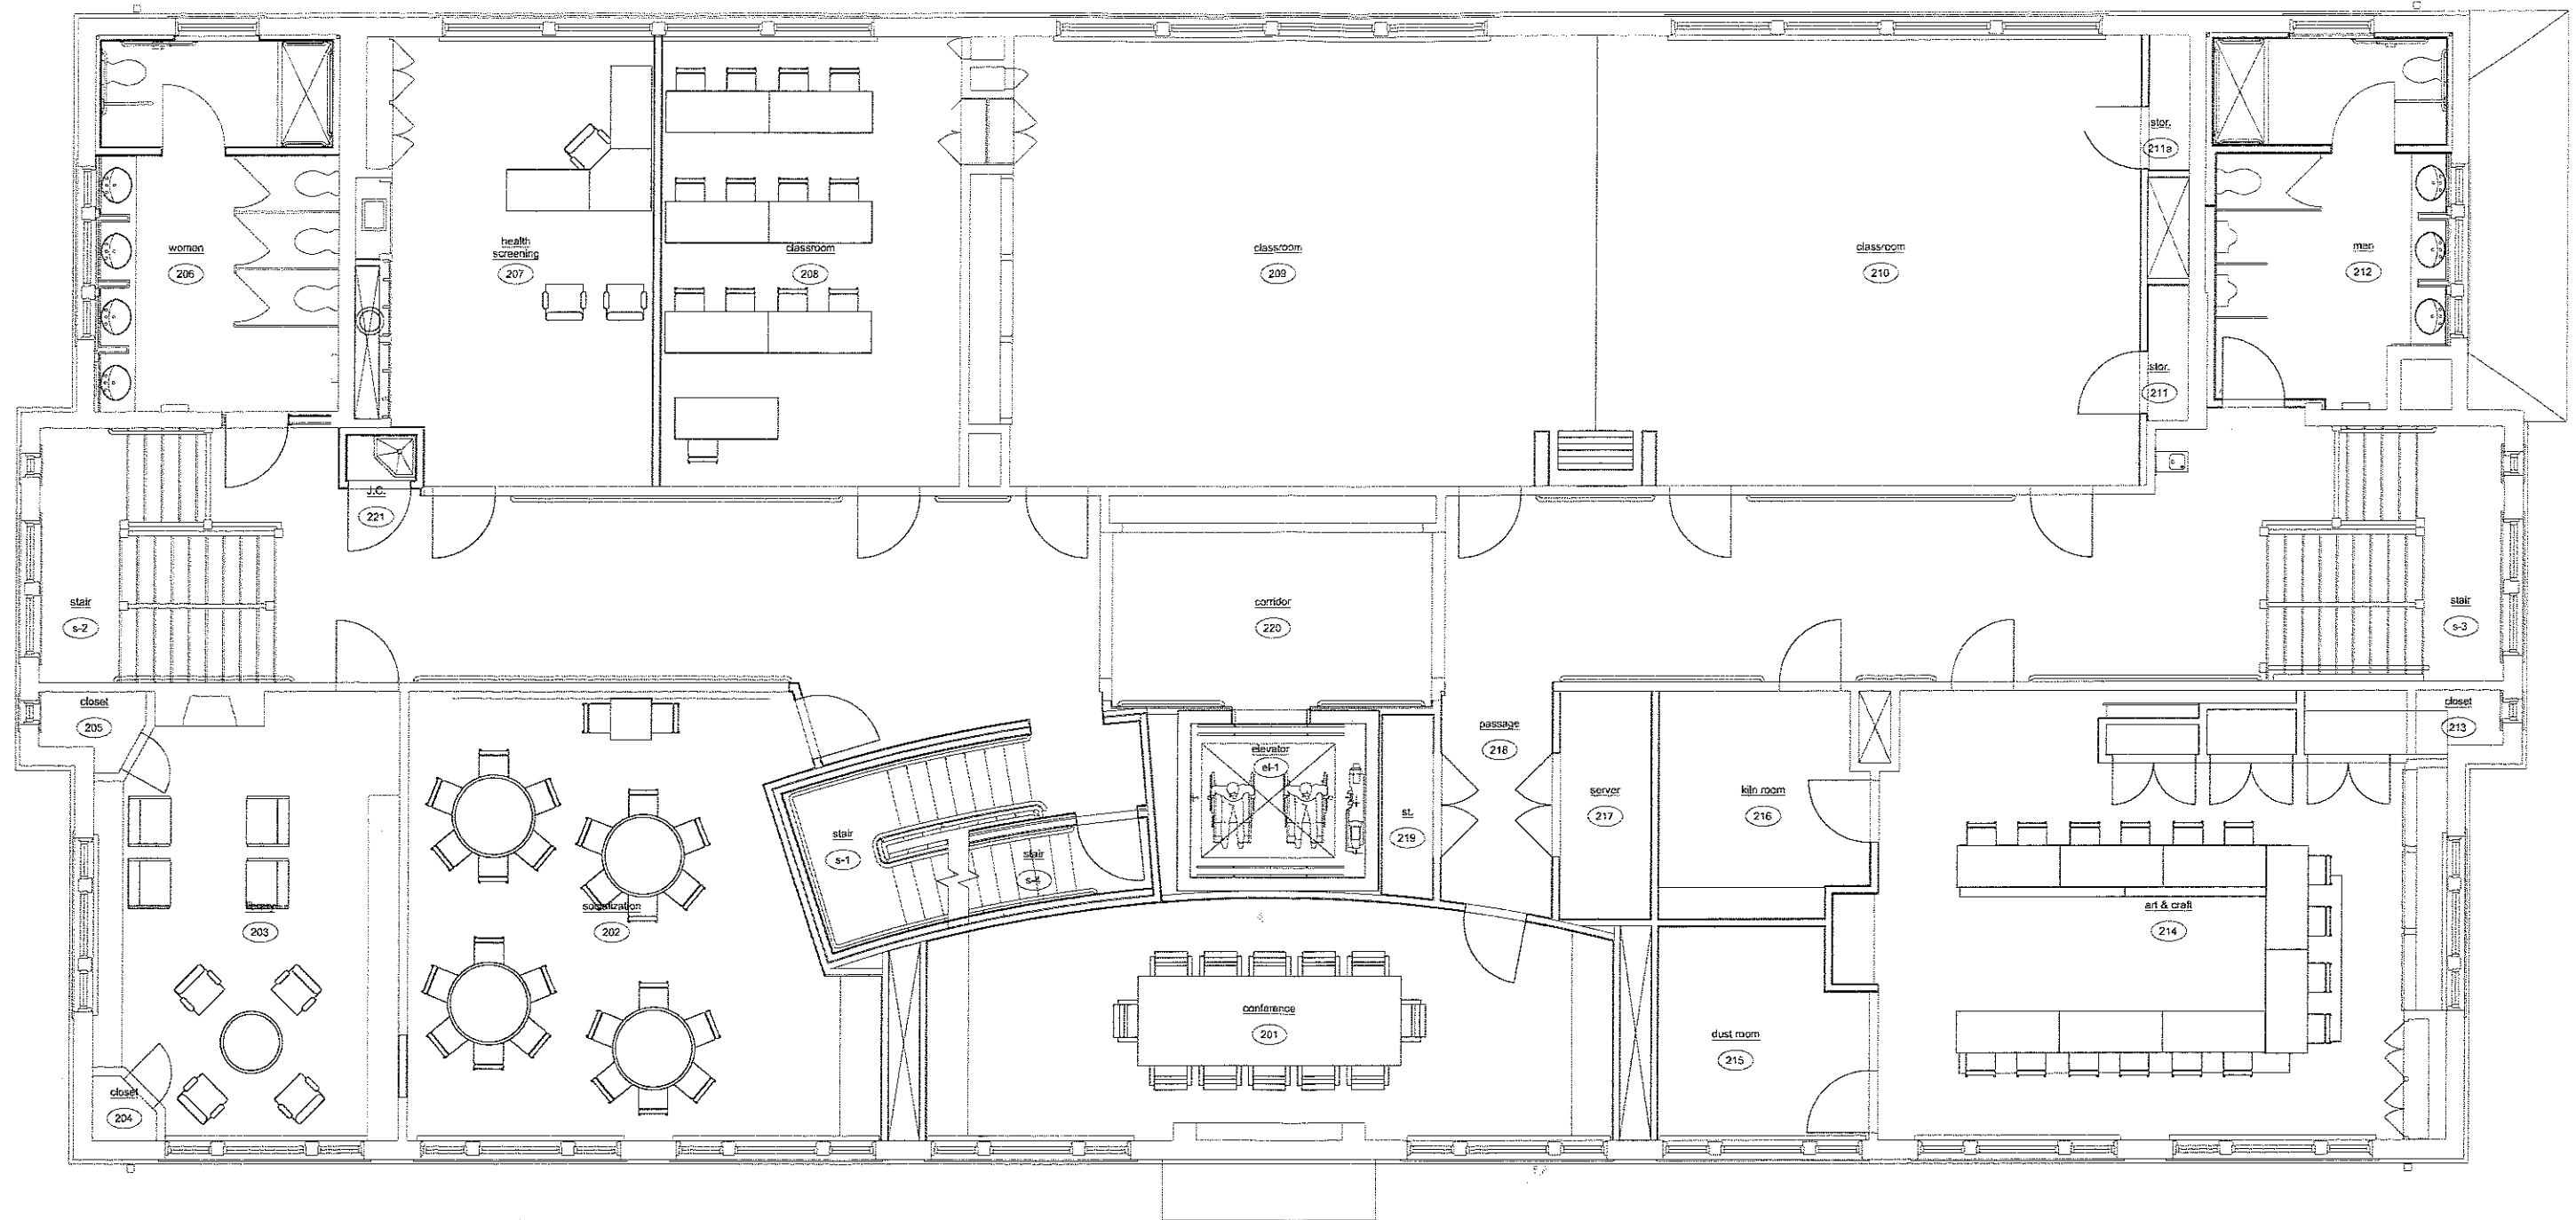 women
206
health
screening
207
classroom
208
classroom
209
classroom
210
stor.
211a
stor.
211
men
212
J.C.
221
stair
s-2
corridor
220
stair
s-3
closet
205
library
203
closet
204
socialization
202
stair
s-1
stair
s-4
elevator
el-1
st.
219
passage
218
server
217
kiln room
216
closet
213
art & craft
214
conference
201
dust room
215